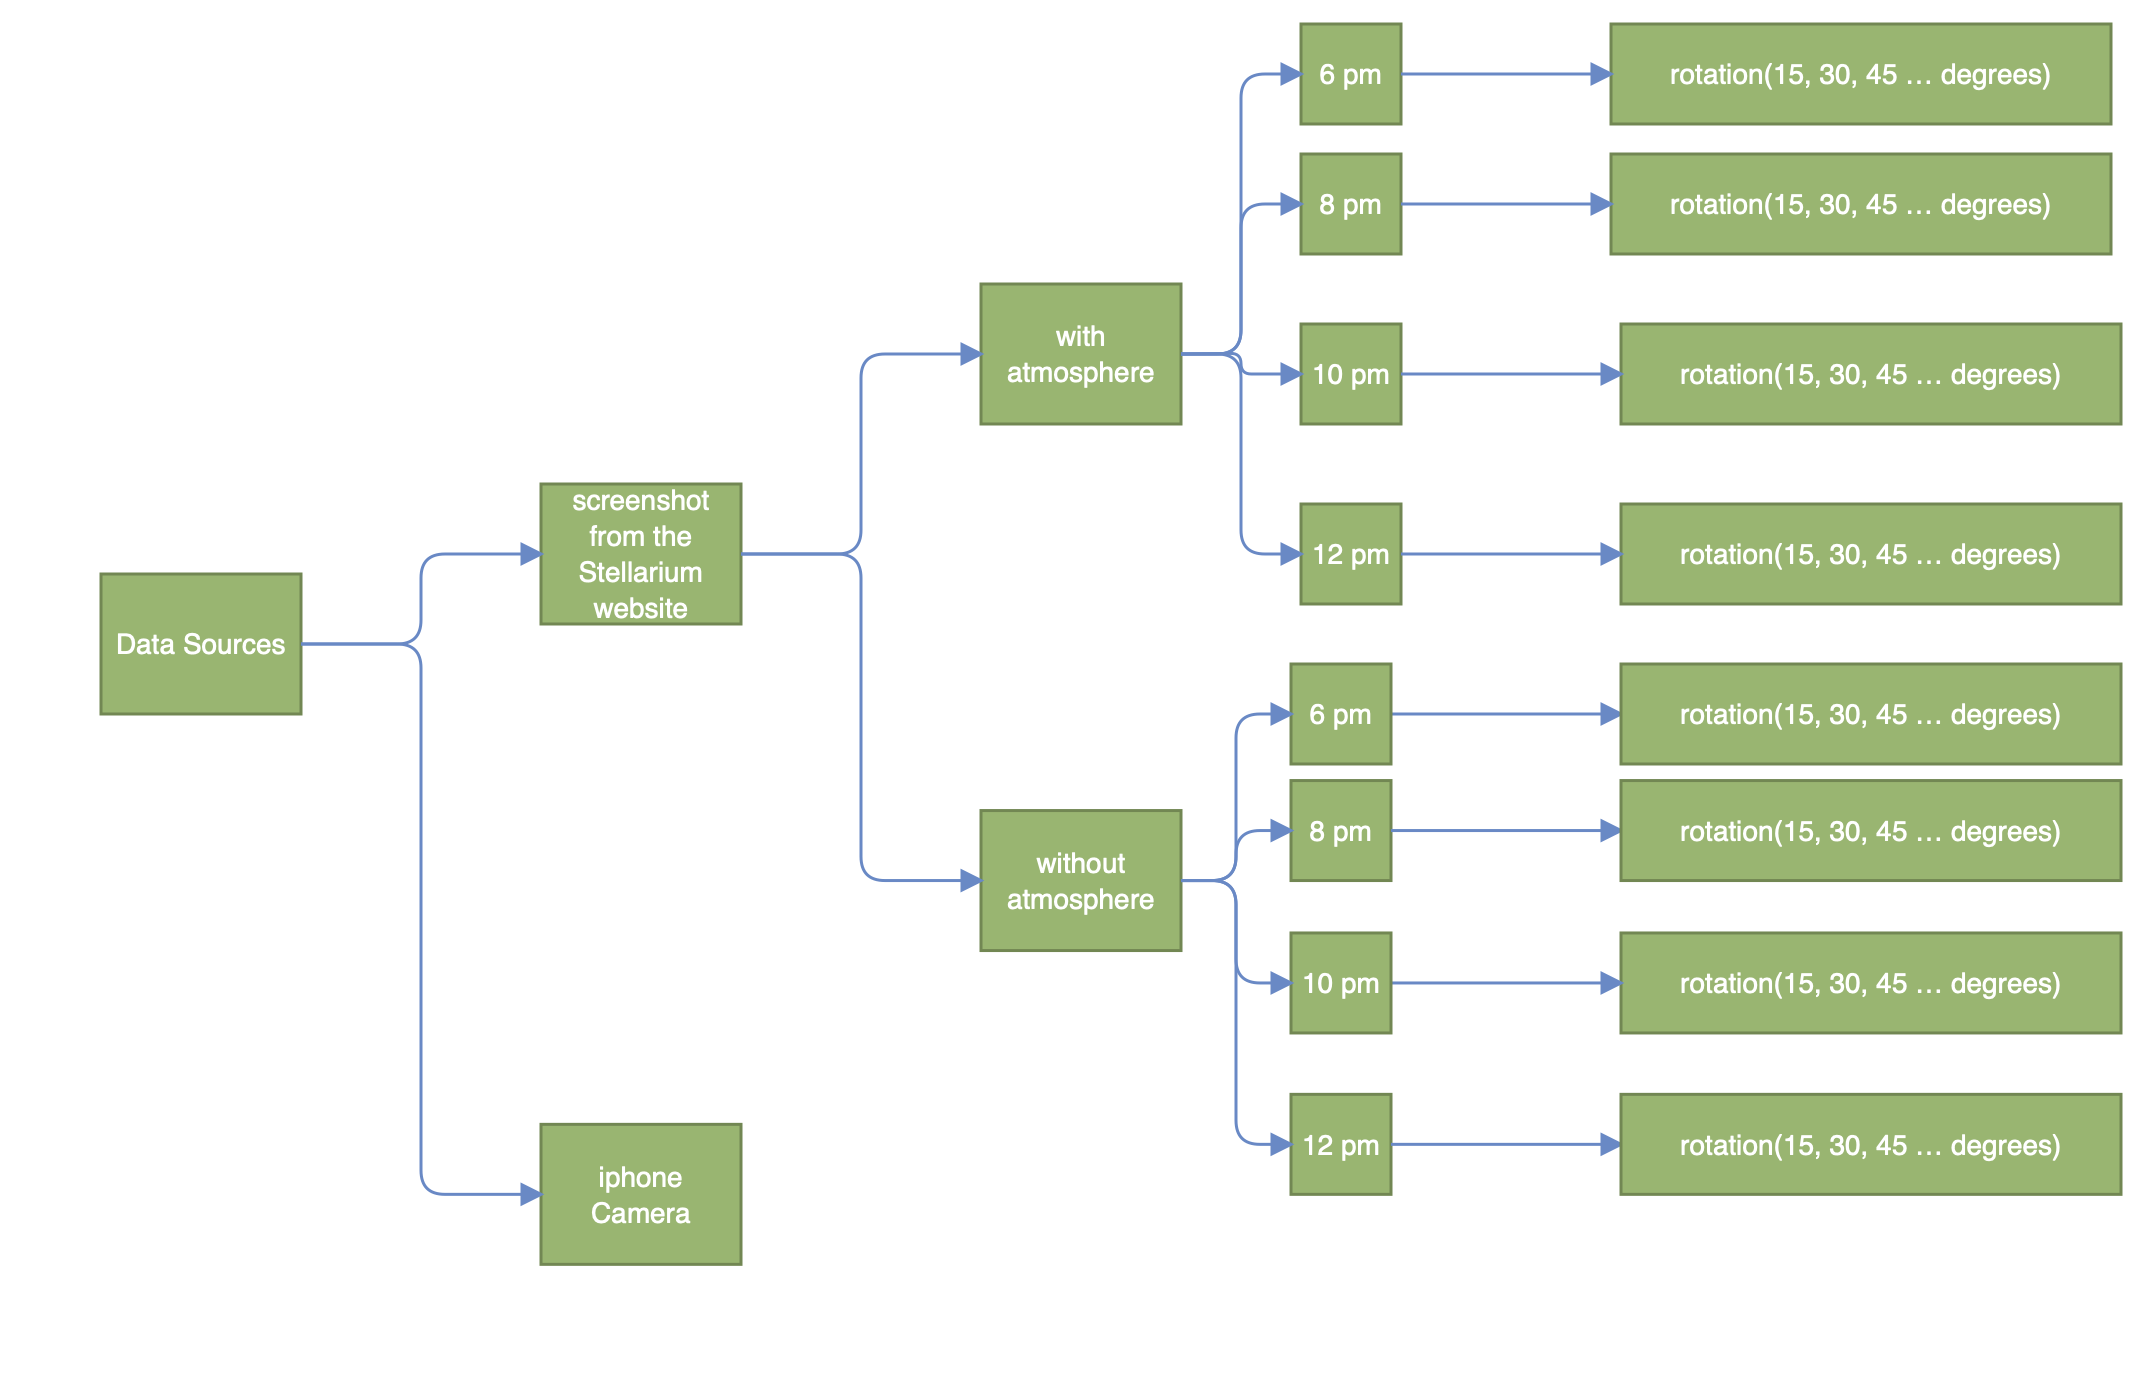 Data Sources
screenshot
from the
Stellarium
website
iphone
Camera
with
atmosphere
6 pm
rotation(15, 30, 45 … degrees)
8 pm
rotation(15, 30, 45 … degrees)
10 pm
rotation(15, 30, 45 … degrees)
12 pm
rotation(15, 30, 45 … degrees)
without
atmosphere
6 pm
rotation(15, 30, 45 … degrees)
8 pm
rotation(15, 30, 45 … degrees)
10 pm
rotation(15, 30, 45 … degrees)
12 pm
rotation(15, 30, 45 … degrees)